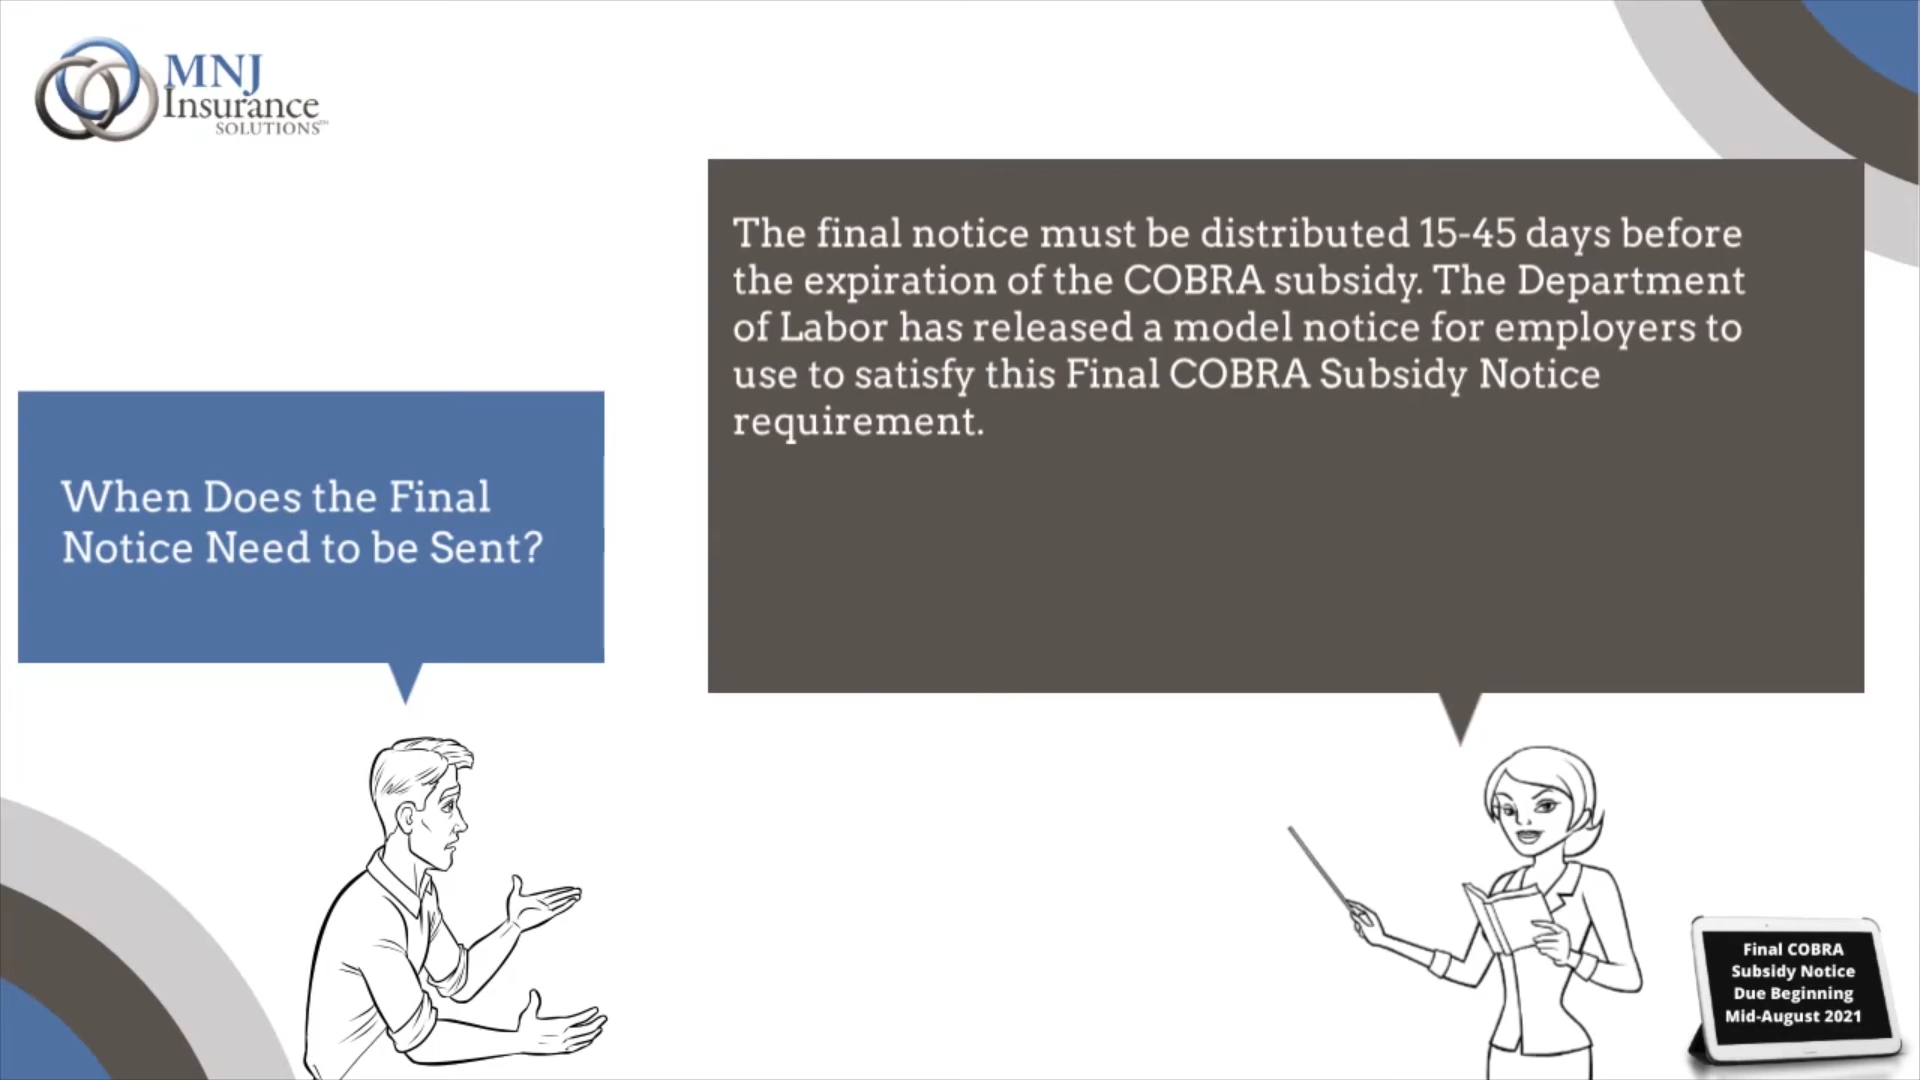 MNJ
Insurance
SOLUTIONS
The final notice must be distributed 15-45 days before
the expiration of the COBRA subsidy. The Department
of Labor has released a model notice for employers to
use to satisfy this Final COBRA Subsidy Notice
requirement.
When Does the Final
Notice Need to be Sent?
Final COBRA
Subsidy Notice
Due Beginning
Mid-August 2021